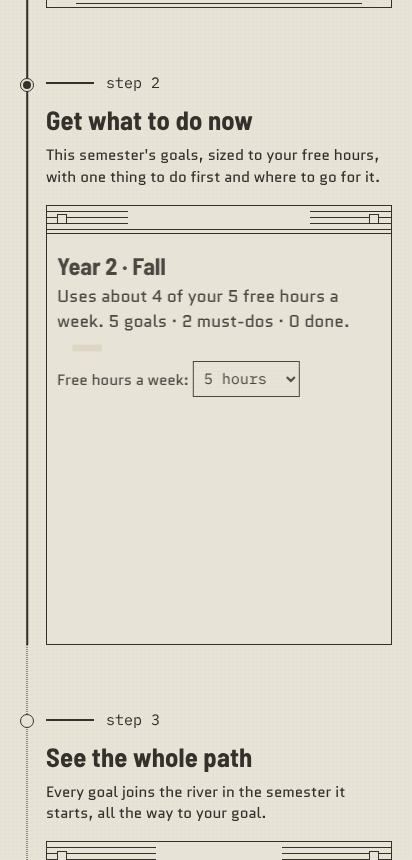 step 2
Get what to do now
This semester's goals, sized to your free hours,
with one thing to do first and where to go for it.
Year 2 · Fall
Uses about 4 of your 5 free hours a
week. 5 goals · 2 must-dos · 0 done.
Free hours a week: 5 hours
step 3
See the whole path
Every goal joins the river in the semester it
starts, all the way to your goal.